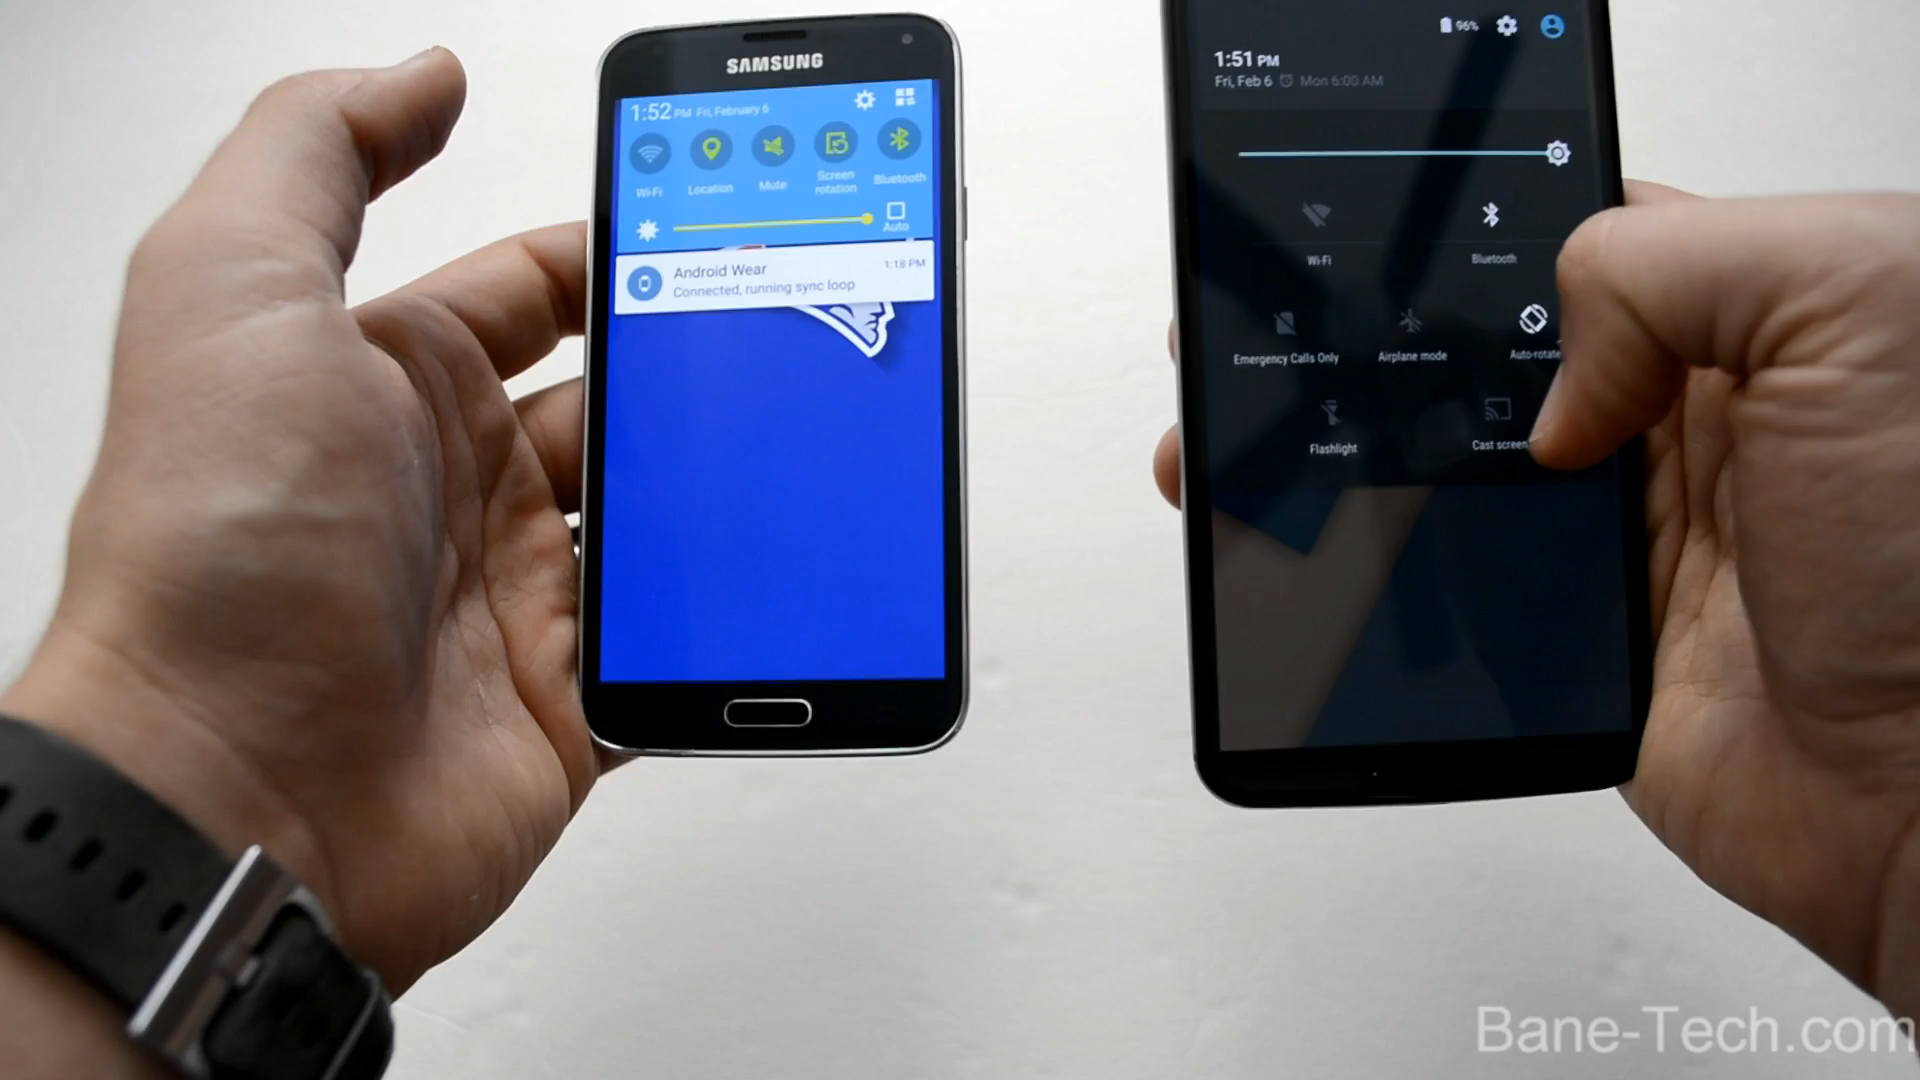 SAMSUNG
1:52 PM Fri, February 6
Wi-Fi
Location
Mute
Screen
rotation
Bluetooth
Auto
Android Wear
1:18 PM
Connected, running sync loop
96%
1:51 PM
Fri, Feb 6 Mon 6:00 AM
Wi-Fi
Bluetooth
Emergency Calls Only
Airplane mode
Auto-rotate
Flashlight
Cast screen
Bane-Tech.com